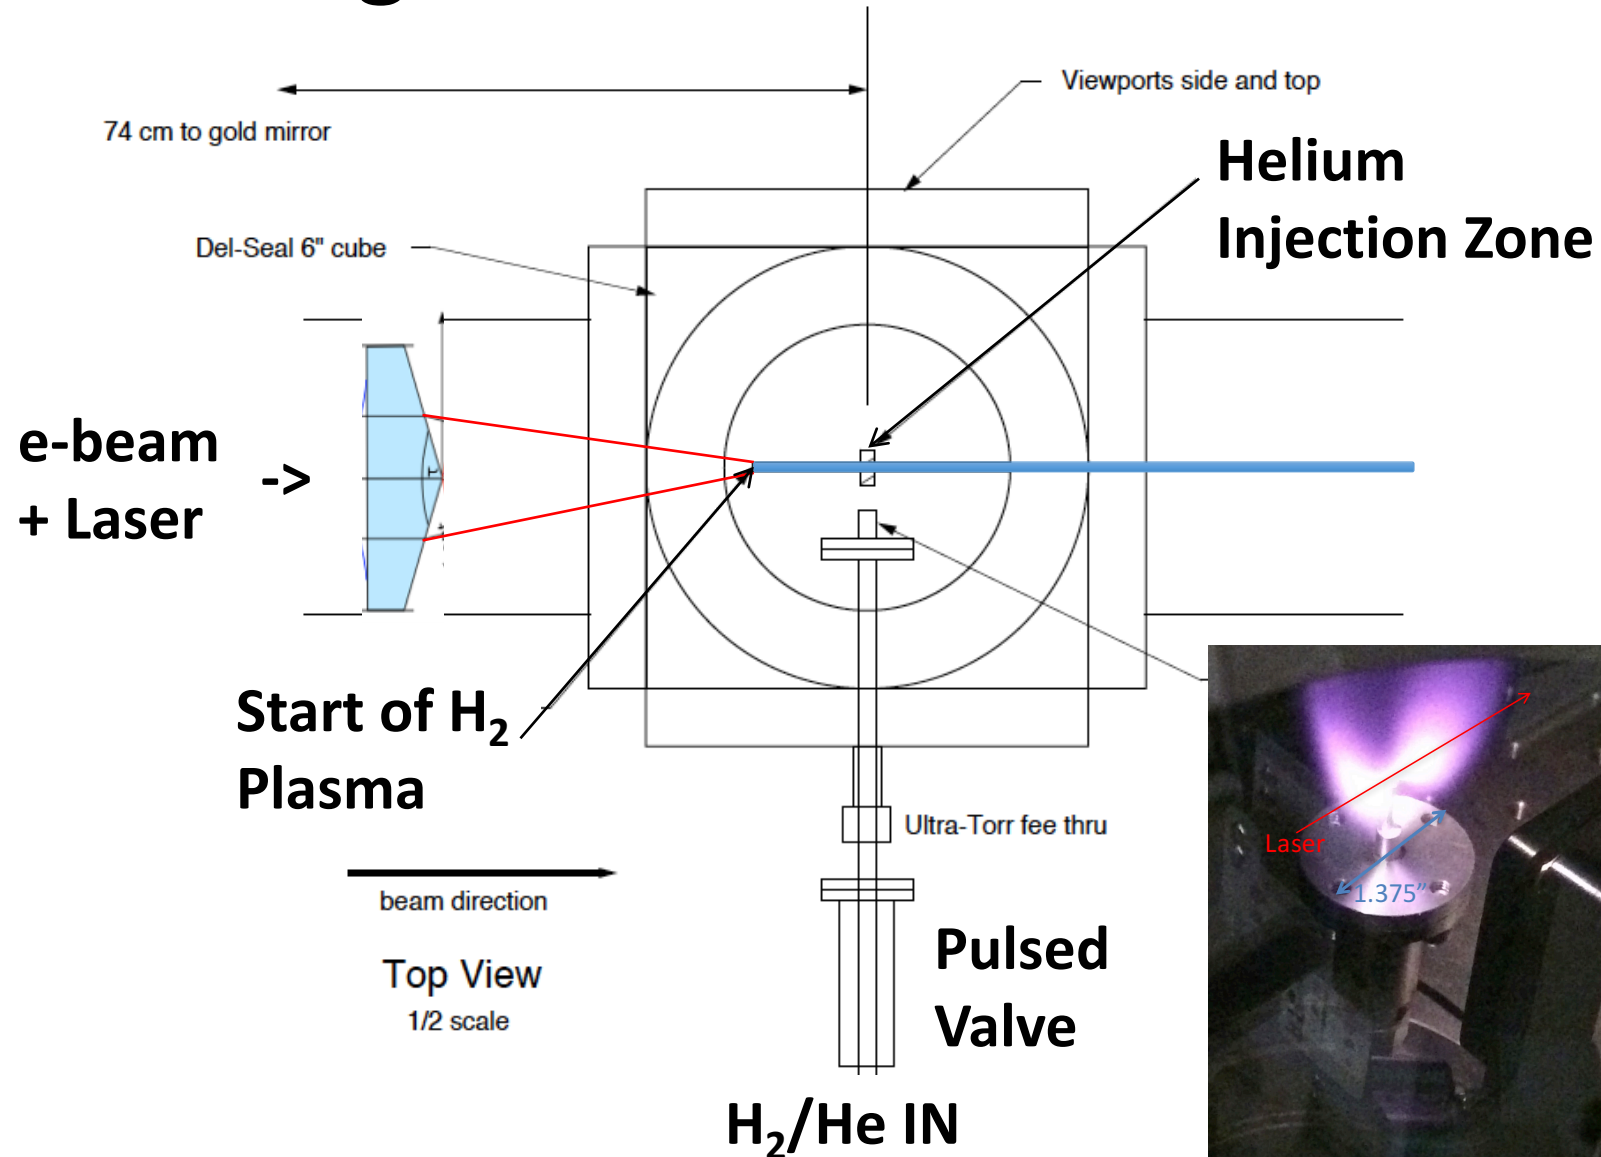 Viewports side and top
74 cm to gold mirror
Helium
Injection Zone
Del-Seal 6" cube
e-beam
+ Laser
->
Start of H₂
Plasma
Ultra-Torr fee thru
Laser
1.375”
beam direction
Top View
1/2 scale
Pulsed
Valve
H₂/He IN